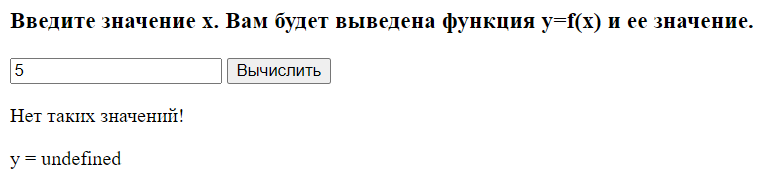 Введите значение x. Вам будет выведена функция y=f(x) и ее значение.
5 Вычислить
Нет таких значений!
y = undefined